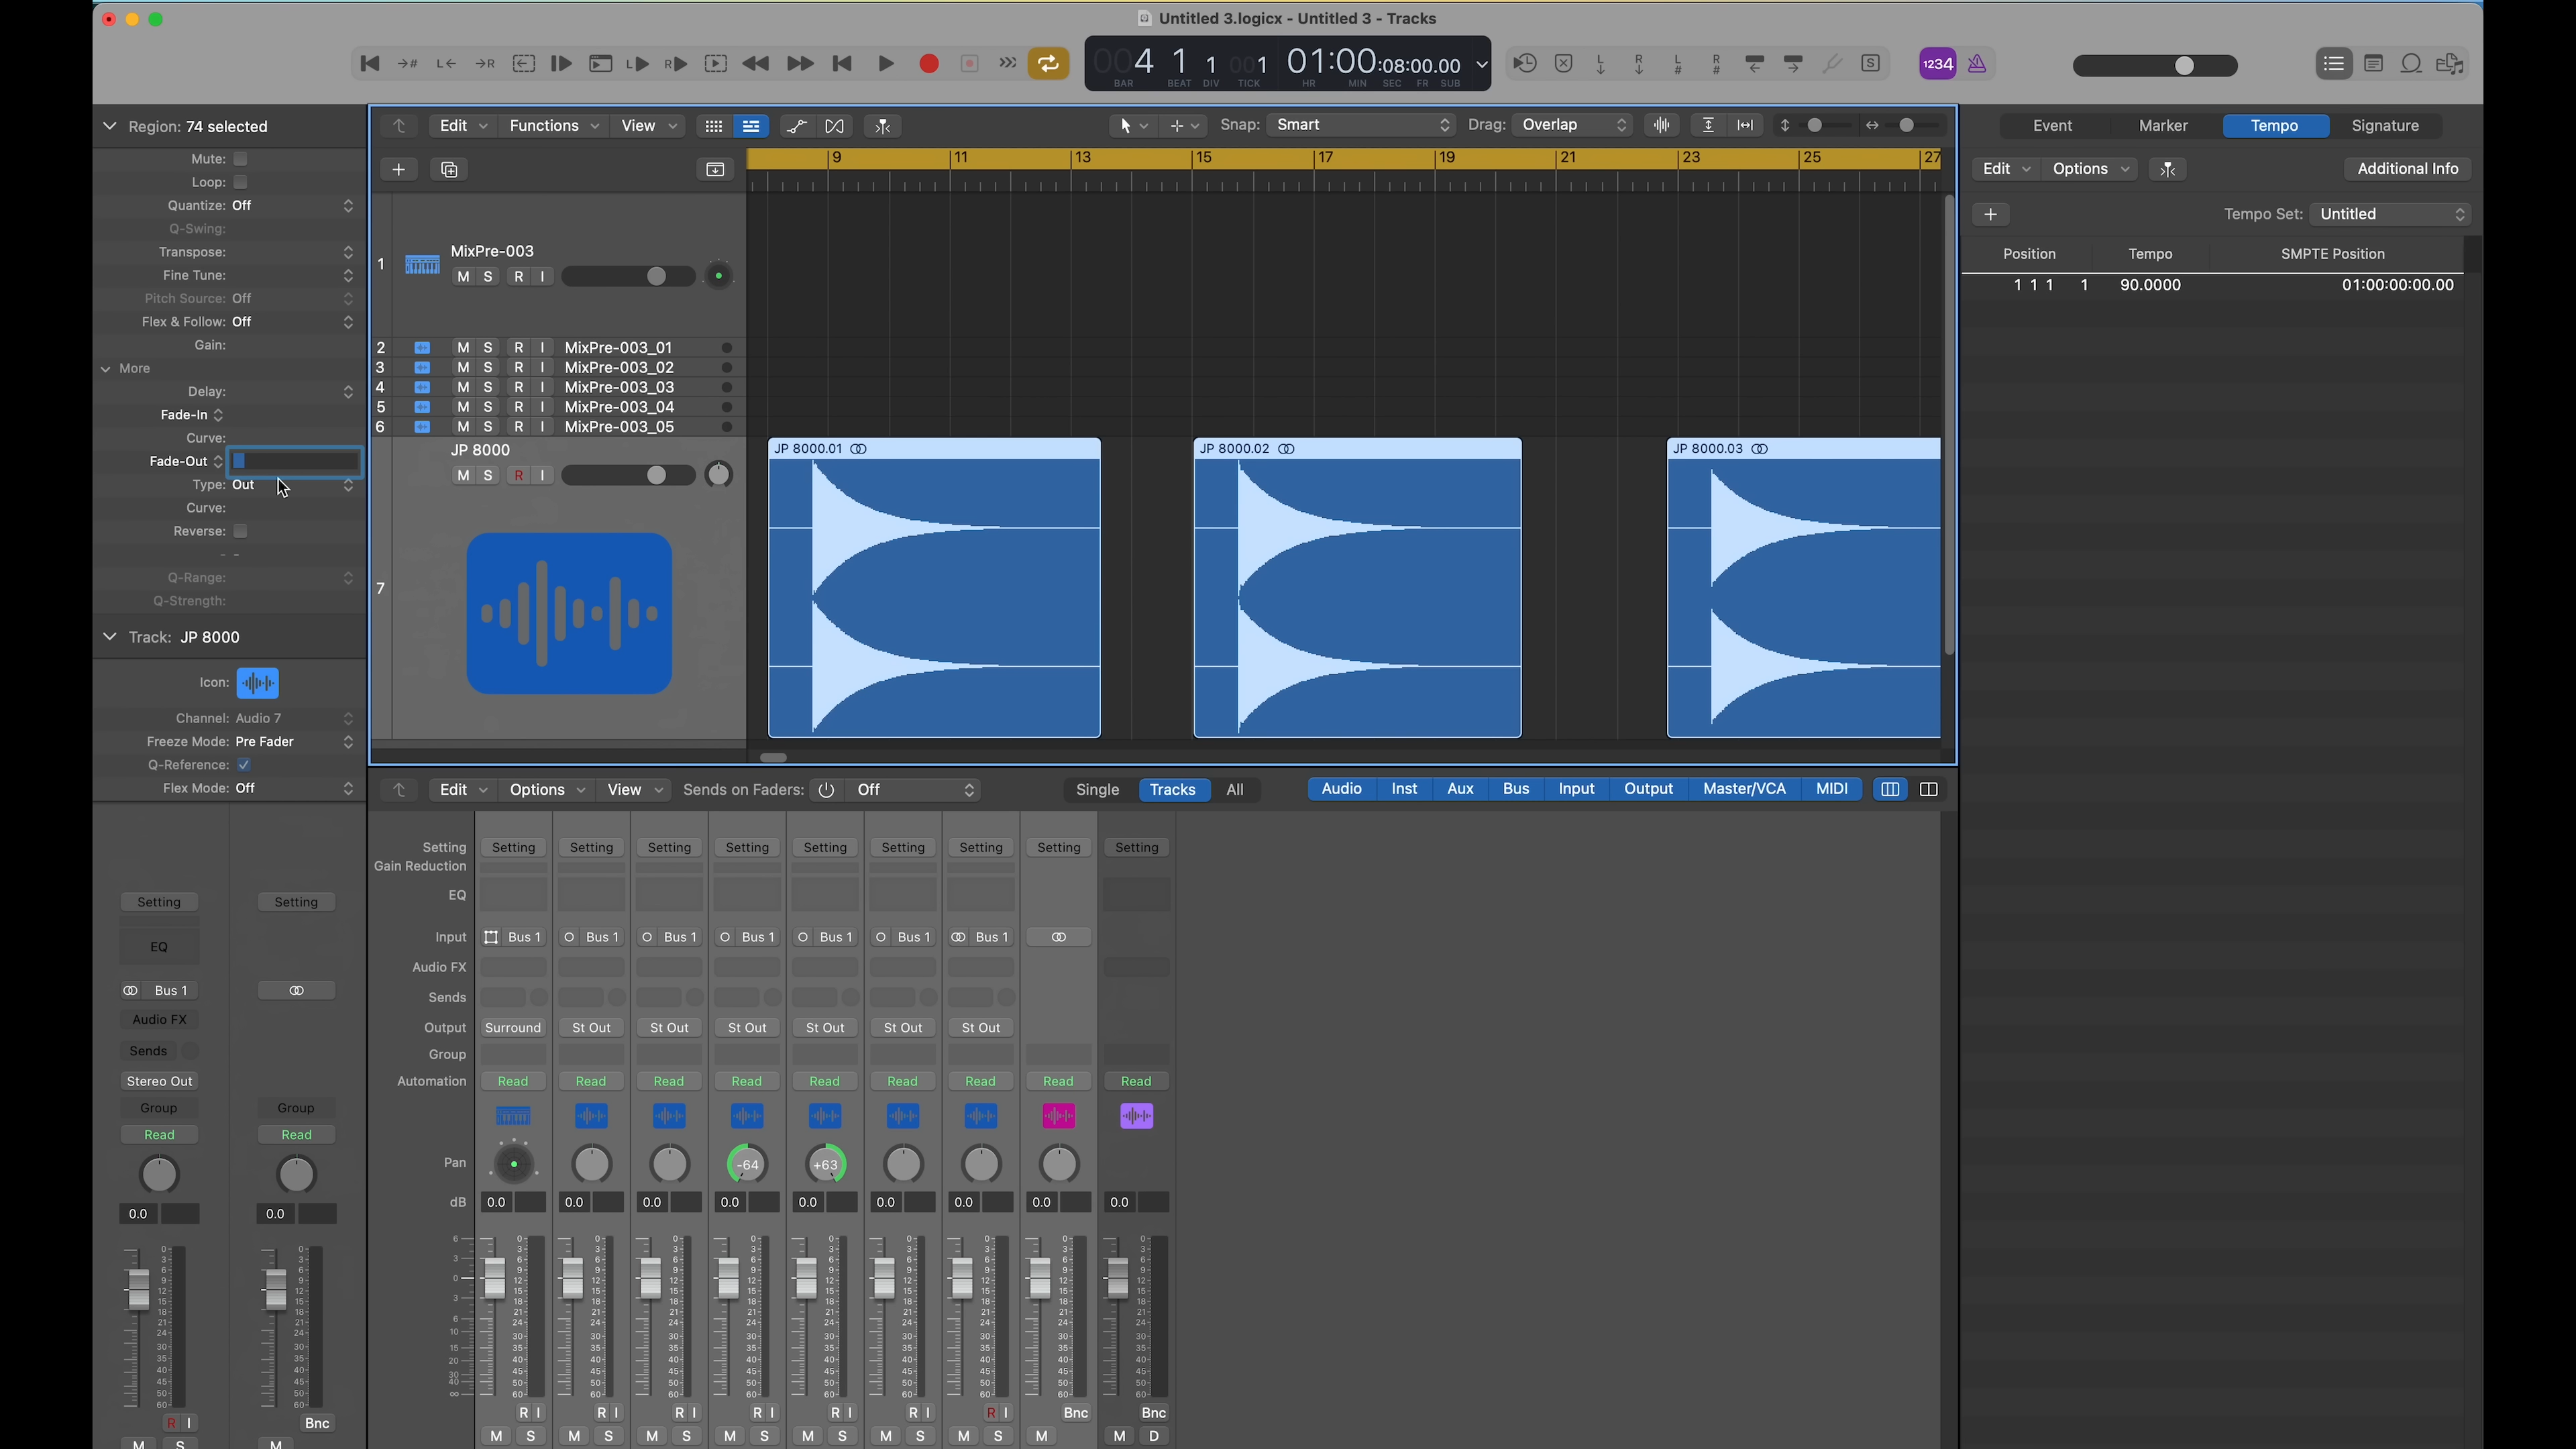 Untitled 3.logicx - Untitled 3 - Tracks
004 1 1 001 01:00:08:00.00
BAR BEAT DIV TICK HR MIN SEC FR SUB
1234
Region: 74 selected
Mute:
Loop:
Quantize: Off
Q-Swing:
Transpose:
Fine Tune:
Pitch Source: Off
Flex & Follow: Off
Gain:
More
Delay:
Fade-In
Curve:
Fade-Out
Type: Out
Curve:
Reverse:
Q-Range:
Q-Strength:
Track: JP 8000
Icon:
Channel: Audio 7
Freeze Mode: Pre Fader
Q-Reference:
Flex Mode: Off
Setting Setting
EQ
Bus 1
Audio FX
Sends
Stereo Out
Group Group
Read Read
0.0 0.0
R I Bnc
M S M
Edit Functions View Snap: Smart Drag: Overlap
9 11 13 15 17 19 21 23 25 27
1 MixPre-003
M S R I
2 M S R I MixPre-003_01
3 M S R I MixPre-003_02
4 M S R I MixPre-003_03
5 M S R I MixPre-003_04
6 M S R I MixPre-003_05
JP 8000
M S R I
7
JP 8000.01 JP 8000.02 JP 8000.03
Edit Options View Sends on Faders: Off Single Tracks All Audio Inst Aux Bus Input Output Master/VCA MIDI
Setting Setting Setting Setting Setting Setting Setting Setting Setting Setting
Gain Reduction
EQ
Input Bus 1 Bus 1 Bus 1 Bus 1 Bus 1 Bus 1 Bus 1
Audio FX
Sends
Output Surround St Out St Out St Out St Out St Out St Out
Group
Automation Read Read Read Read Read Read Read Read Read
Pan -64 +63
dB 0.0 0.0 0.0 0.0 0.0 0.0 0.0 0.0 0.0
R I R I R I R I R I R I R I Bnc Bnc
M S M S M S M S M S M S M S M M D
Event Marker Tempo Signature
Edit Options Additional Info
Tempo Set: Untitled
Position Tempo SMPTE Position
1 1 1 1 90.0000 01:00:00:00.00